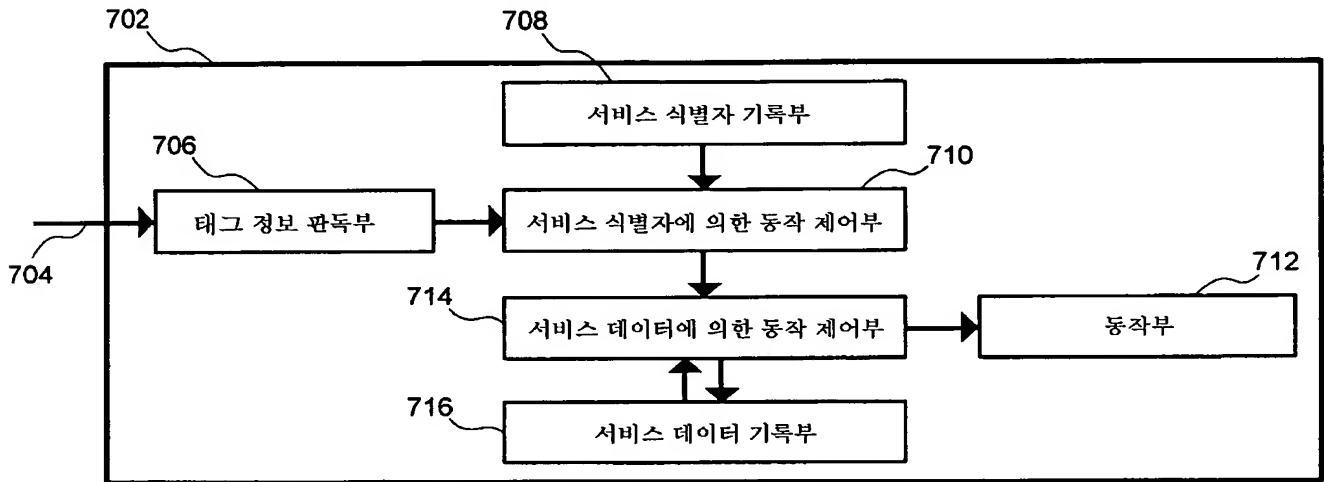 702
708
서비스 식별자 기록부
706
710
태그 정보 판독부
서비스 식별자에 의한 동작 제어부
704
714
712
서비스 데이터에 의한 동작 제어부
동작부
716
서비스 데이터 기록부